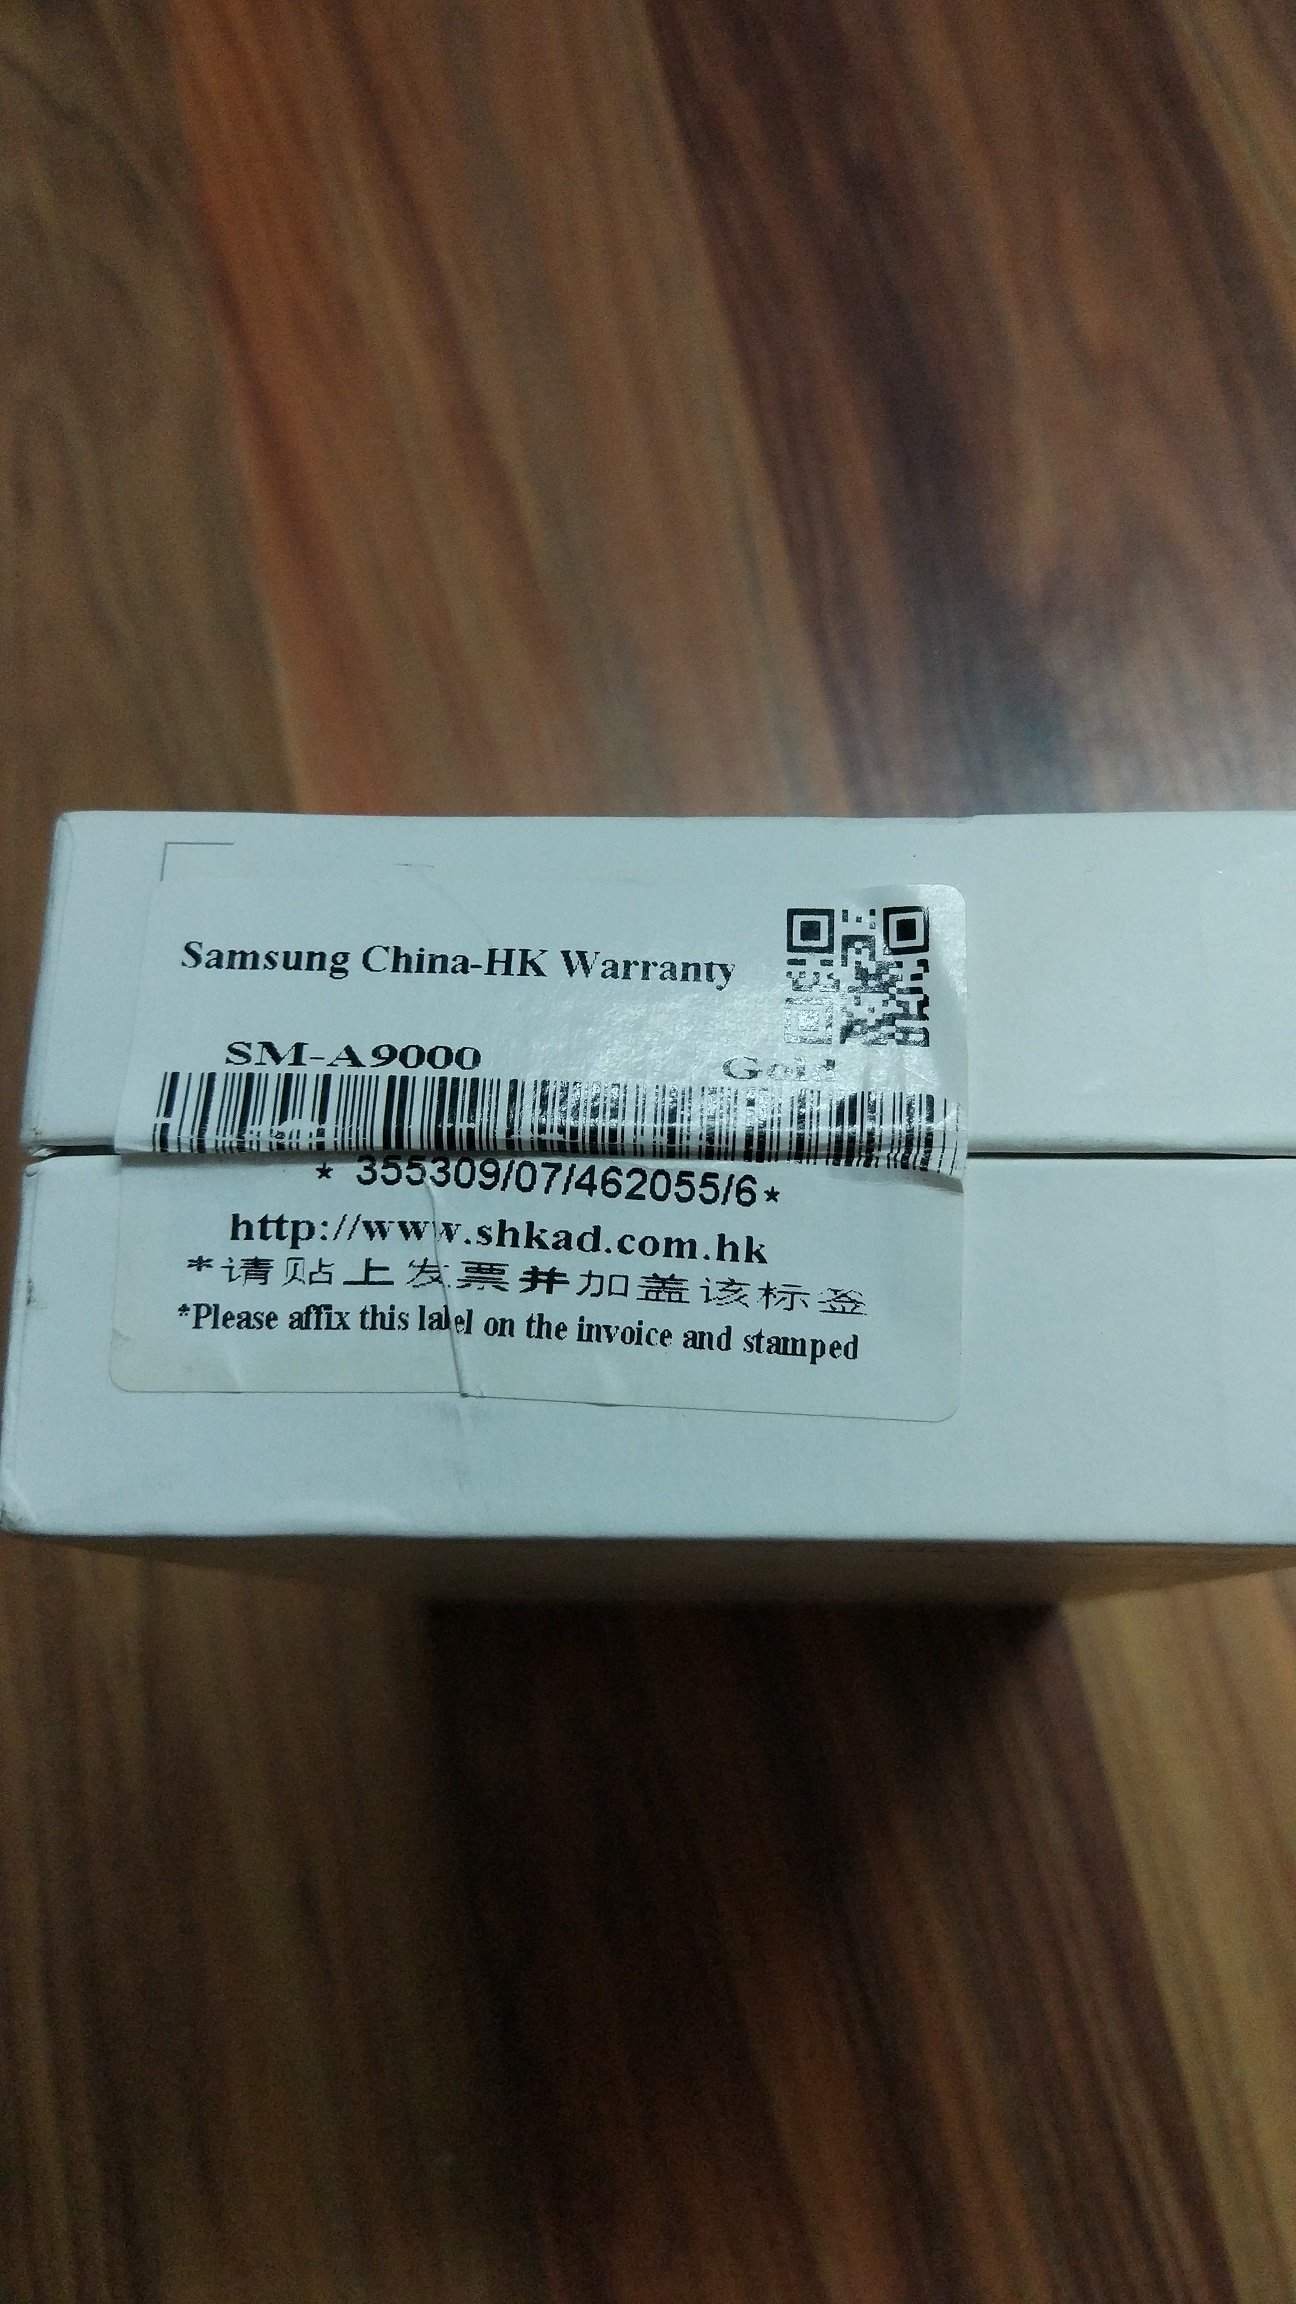 Samsung China-HK Warranty
SM-A9000 Gold
* 355309/07/462055/6*
http://www.shkad.com.hk
*请贴上发票并加盖该标签
*Please affix this label on the invoice and stamped